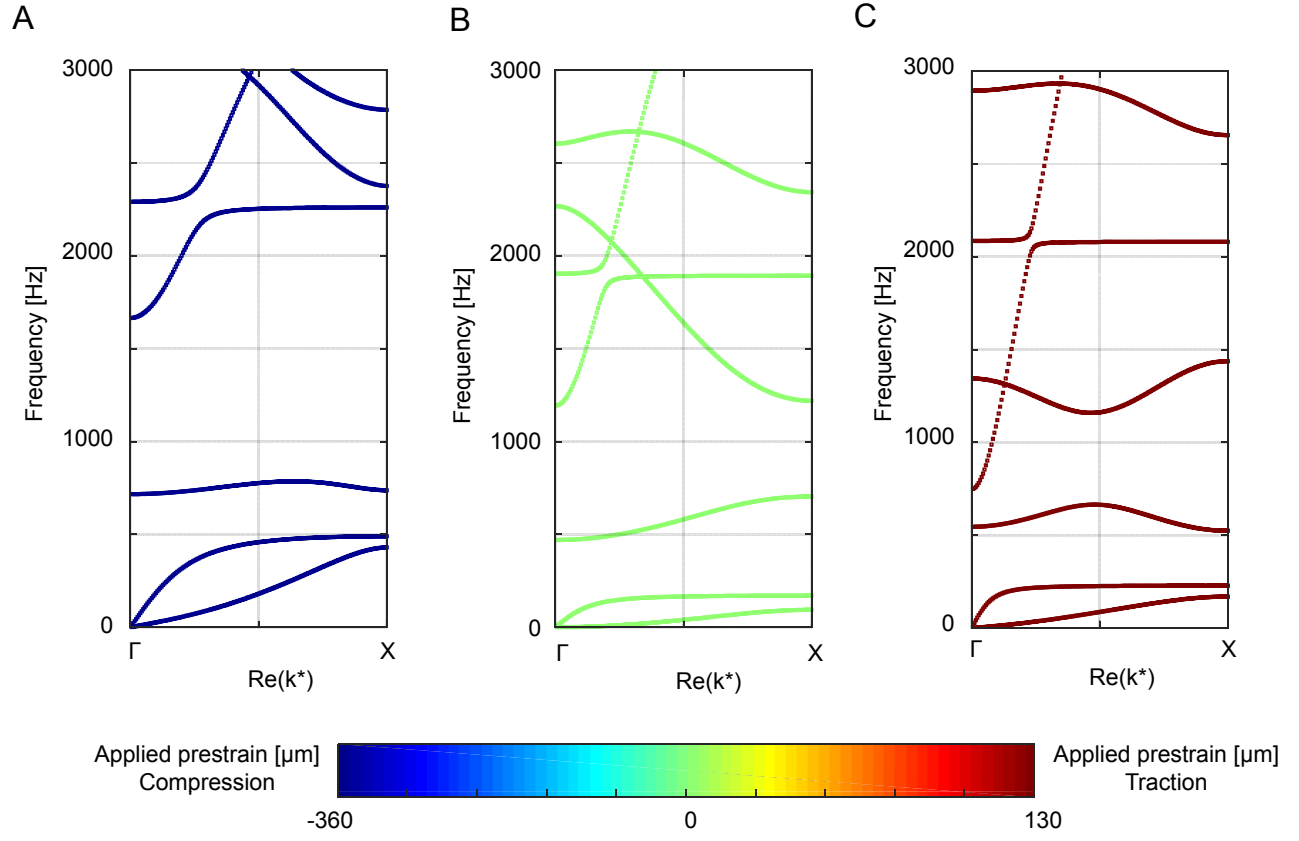 A
B
C
3000
2000
1000
0
Frequency [Hz]
Γ
X
Re(k*)
3000
2000
1000
0
Frequency [Hz]
Γ
X
Re(k*)
3000
2000
1000
0
Frequency [Hz]
Γ
X
Re(k*)
Applied prestrain [µm]
Compression
Applied prestrain [µm]
Traction
-360
0
130